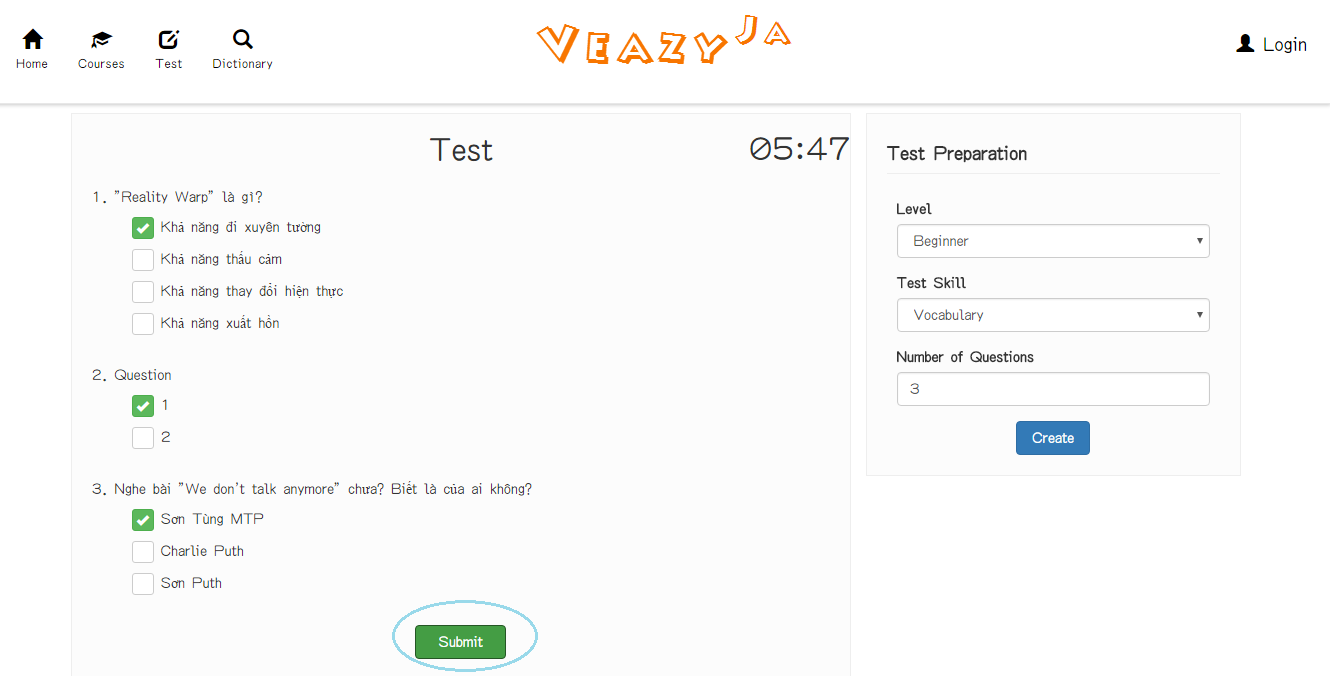 Home
Courses
Test
Dictionary
VEAZY JA
Login
Test
05:47
1. "Reality Warp" là gì?
Khả năng đi xuyên tường
Khả năng thấu cảm
Khả năng thay đổi hiện thực
Khả năng xuất hồn
2. Question
1
2
3. Nghe bài "We don't talk anymore" chưa? Biết là của ai không?
Sơn Tùng MTP
Charlie Puth
Sơn Puth
Submit
Test Preparation
Level
Beginner
Test Skill
Vocabulary
Number of Questions
3
Create